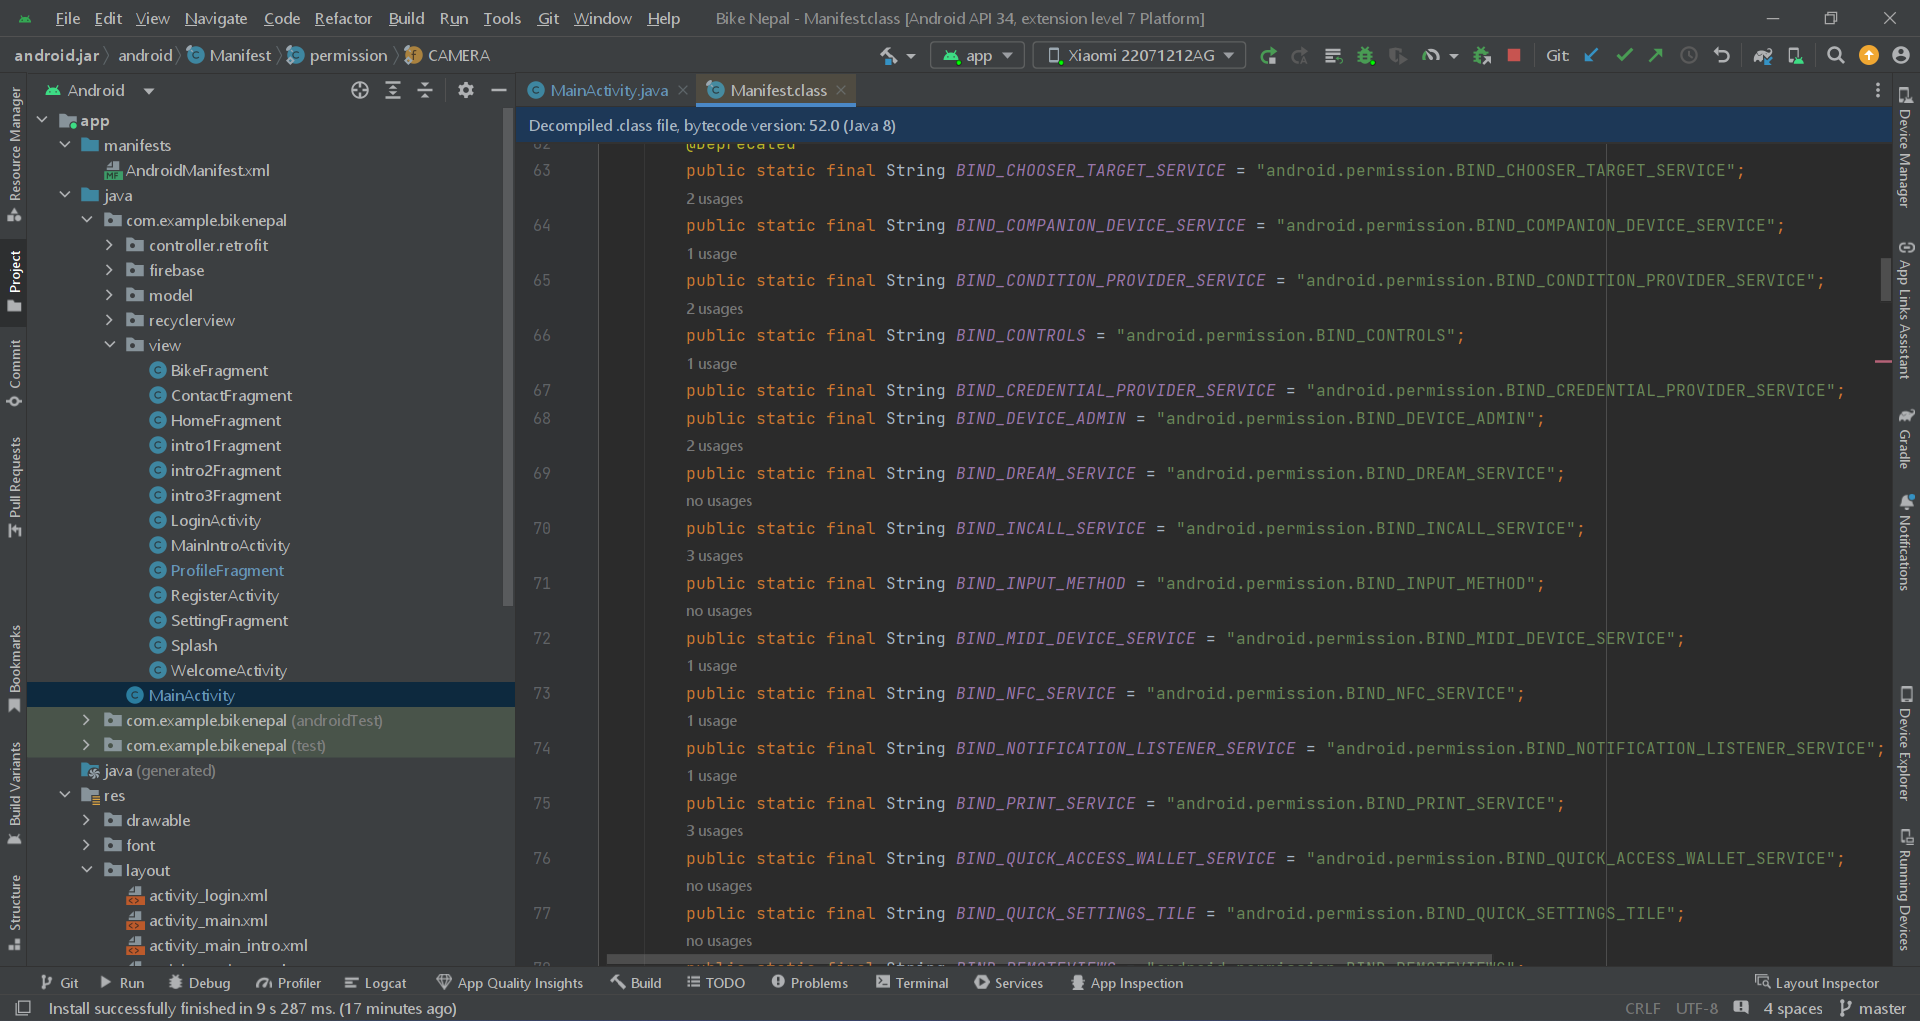 File Edit View Navigate Code Refactor Build Run Tools Git Window Help Bike Nepal - Manifest.class [Android API 34, extension level 7 Platform]
android.jar android Manifest permission CAMERA app Xiaomi 22071212AG Git:
Android
MainActivity.java Manifest.class
Decompiled .class file, bytecode version: 52.0 (Java 8)
Resource Manager
Project
Commit
Pull Requests
Bookmarks
Build Variants
Structure
app
manifests
AndroidManifest.xml
java
com.example.bikenepal
controller.retrofit
firebase
model
recyclerview
view
BikeFragment
ContactFragment
HomeFragment
intro1Fragment
intro2Fragment
intro3Fragment
LoginActivity
MainIntroActivity
ProfileFragment
RegisterActivity
SettingFragment
Splash
WelcomeActivity
MainActivity
com.example.bikenepal (androidTest)
com.example.bikenepal (test)
java (generated)
res
drawable
font
layout
activity_login.xml
activity_main.xml
activity_main_intro.xml
62 @Deprecated
63 public static final String BIND_CHOOSER_TARGET_SERVICE = "android.permission.BIND_CHOOSER_TARGET_SERVICE";
2 usages
64 public static final String BIND_COMPANION_DEVICE_SERVICE = "android.permission.BIND_COMPANION_DEVICE_SERVICE";
1 usage
65 public static final String BIND_CONDITION_PROVIDER_SERVICE = "android.permission.BIND_CONDITION_PROVIDER_SERVICE";
2 usages
66 public static final String BIND_CONTROLS = "android.permission.BIND_CONTROLS";
1 usage
67 public static final String BIND_CREDENTIAL_PROVIDER_SERVICE = "android.permission.BIND_CREDENTIAL_PROVIDER_SERVICE";
68 public static final String BIND_DEVICE_ADMIN = "android.permission.BIND_DEVICE_ADMIN";
2 usages
69 public static final String BIND_DREAM_SERVICE = "android.permission.BIND_DREAM_SERVICE";
no usages
70 public static final String BIND_INCALL_SERVICE = "android.permission.BIND_INCALL_SERVICE";
3 usages
71 public static final String BIND_INPUT_METHOD = "android.permission.BIND_INPUT_METHOD";
no usages
72 public static final String BIND_MIDI_DEVICE_SERVICE = "android.permission.BIND_MIDI_DEVICE_SERVICE";
1 usage
73 public static final String BIND_NFC_SERVICE = "android.permission.BIND_NFC_SERVICE";
1 usage
74 public static final String BIND_NOTIFICATION_LISTENER_SERVICE = "android.permission.BIND_NOTIFICATION_LISTENER_SERVICE";
1 usage
75 public static final String BIND_PRINT_SERVICE = "android.permission.BIND_PRINT_SERVICE";
3 usages
76 public static final String BIND_QUICK_ACCESS_WALLET_SERVICE = "android.permission.BIND_QUICK_ACCESS_WALLET_SERVICE";
no usages
77 public static final String BIND_QUICK_SETTINGS_TILE = "android.permission.BIND_QUICK_SETTINGS_TILE";
no usages
78 public static final String BIND_REMOTEVIEWS = "android.permission.BIND_REMOTEVIEWS";
Device Manager
App Links Assistant
Gradle
Notifications
Device Explorer
Running Devices
Git Run Debug Profiler Logcat App Quality Insights Build TODO Problems Terminal Services App Inspection Layout Inspector
Install successfully finished in 9 s 287 ms. (17 minutes ago) CRLF UTF-8 4 spaces master